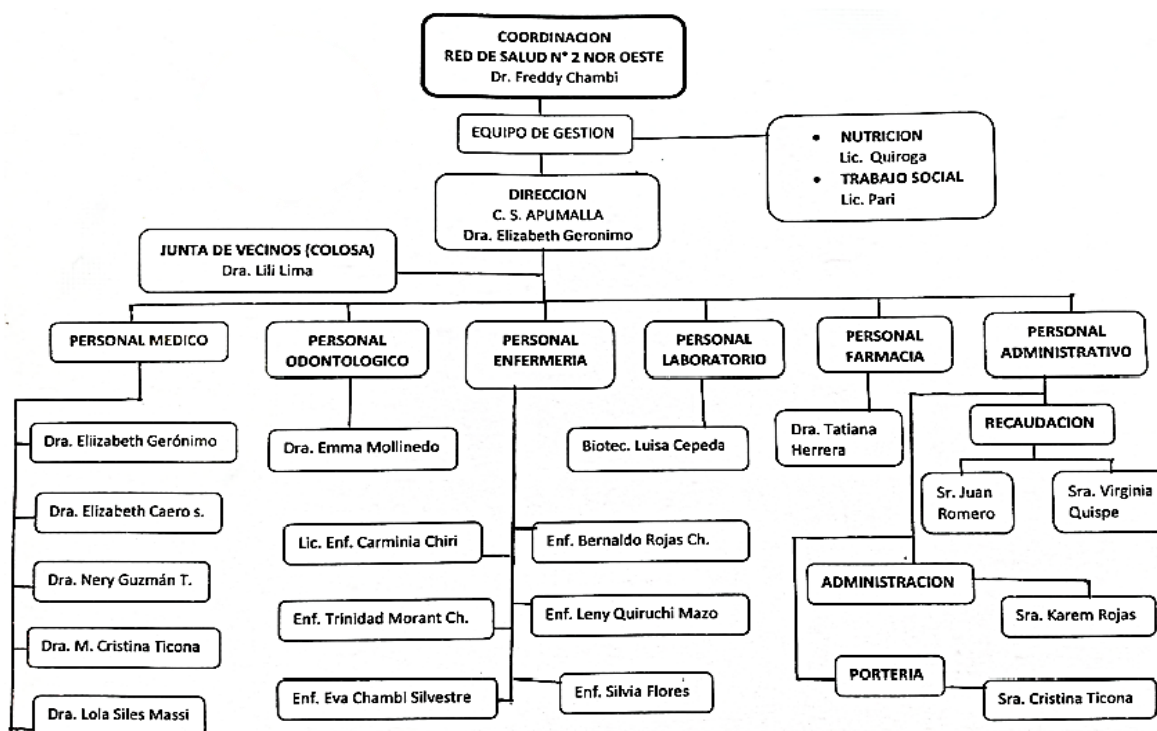 COORDINACION
RED DE SALUD N° 2 NOR OESTE
Dr. Freddy Chambi
EQUIPO DE GESTION
• NUTRICION
Lic. Quiroga
• TRABAJO SOCIAL
Lic. Pari
DIRECCION
C. S. APUMALLA
Dra. Elizabeth Geronimo
JUNTA DE VECINOS (COLOSA)
Dra. Lili Lima
PERSONAL MEDICO
PERSONAL
ODONTOLOGICO
PERSONAL
ENFERMERIA
PERSONAL
LABORATORIO
PERSONAL
FARMACIA
PERSONAL
ADMINISTRATIVO
Dra. Eliizabeth Gerónimo
Dra. Elizabeth Caero s.
Dra. Nery Guzmán T.
Dra. M. Cristina Ticona
Dra. Lola Siles Massi
Dra. Emma Mollinedo
Lic. Enf. Carminia Chiri
Enf. Trinidad Morant Ch.
Enf. Eva Chambi Silvestre
Enf. Bernaldo Rojas Ch.
Enf. Leny Quiruchi Mazo
Enf. Silvia Flores
Biotec. Luisa Cepeda
Dra. Tatiana
Herrera
RECAUDACION
Sr. Juan
Romero
Sra. Virginia
Quispe
ADMINISTRACION
Sra. Karem Rojas
PORTERIA
Sra. Cristina Ticona